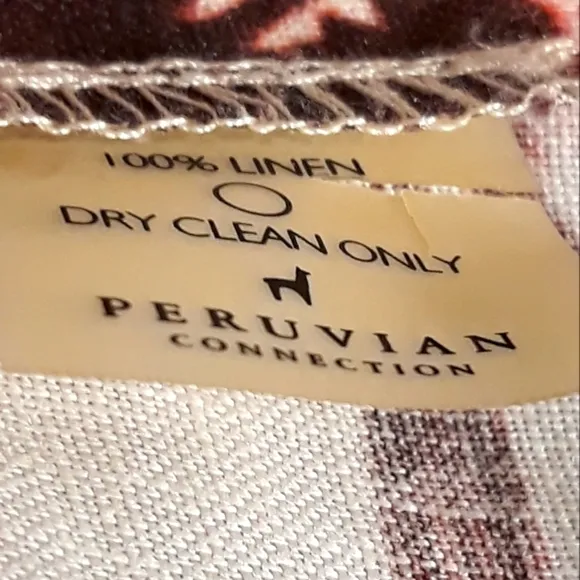 100% LINEN
DRY CLEAN ONLY
PERUVIAN
CONNECTION